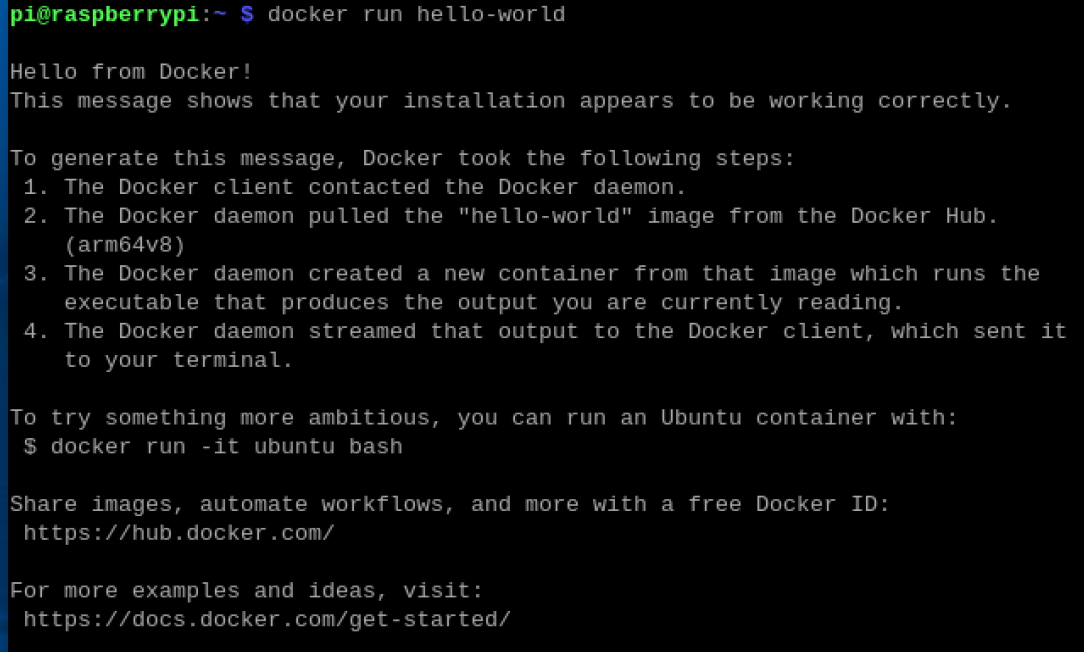 pi@raspberrypi:~ $ docker run hello-world
Hello from Docker!
This message shows that your installation appears to be working correctly.
To generate this message, Docker took the following steps:
1. The Docker client contacted the Docker daemon.
2. The Docker daemon pulled the "hello-world" image from the Docker Hub.
(arm64v8)
3. The Docker daemon created a new container from that image which runs the
executable that produces the output you are currently reading.
4. The Docker daemon streamed that output to the Docker client, which sent it
to your terminal.
To try something more ambitious, you can run an Ubuntu container with:
$ docker run -it ubuntu bash
Share images, automate workflows, and more with a free Docker ID:
https://hub.docker.com/
For more examples and ideas, visit:
https://docs.docker.com/get-started/